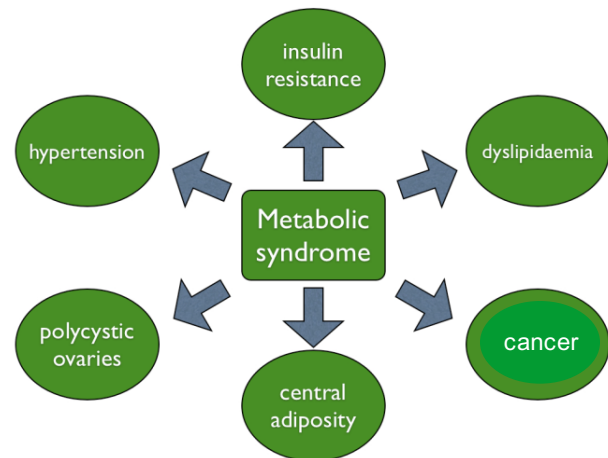 insulin
resistance
hypertension
dyslipidaemia
Metabolic
syndrome
polycystic
ovaries
cancer
central
adiposity